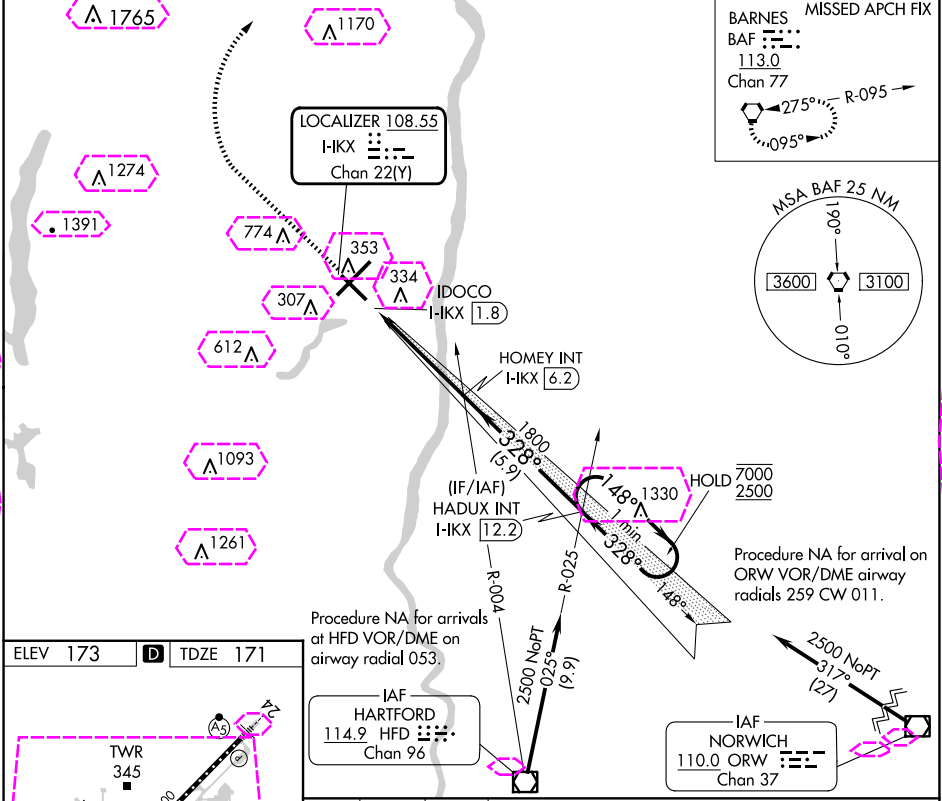 1765
1170
MISSED APCH FIX
BARNES
BAF
113.0
Chan 77
275°
R-095
095°
LOCALIZER 108.55
I-IKX
Chan 22(Y)
1274
1391
774
353
334
307
612
IDOCO
I-IKX 1.8
MSA BAF 25 NM
190°
3600
3100
010°
HOMEY INT
I-IKX 6.2
1800
328°
(5.9)
1093
1261
(IF/IAF)
HADUX INT
I-IKX 12.2
148°
1330
1 min
328°
148°
HOLD 7000
2500
R-004
R-025
Procedure NA for arrival on
ORW VOR/DME airway
radials 259 CW 011.
Procedure NA for arrivals
at HFD VOR/DME on
airway radial 053.
2500 NoPT
025°
(9.9)
2500 NoPT
317°
(27)
IAF
HARTFORD
114.9 HFD
Chan 96
IAF
NORWICH
110.0 ORW
Chan 37
ELEV 173 D TDZE 171
A5
24
TWR
345